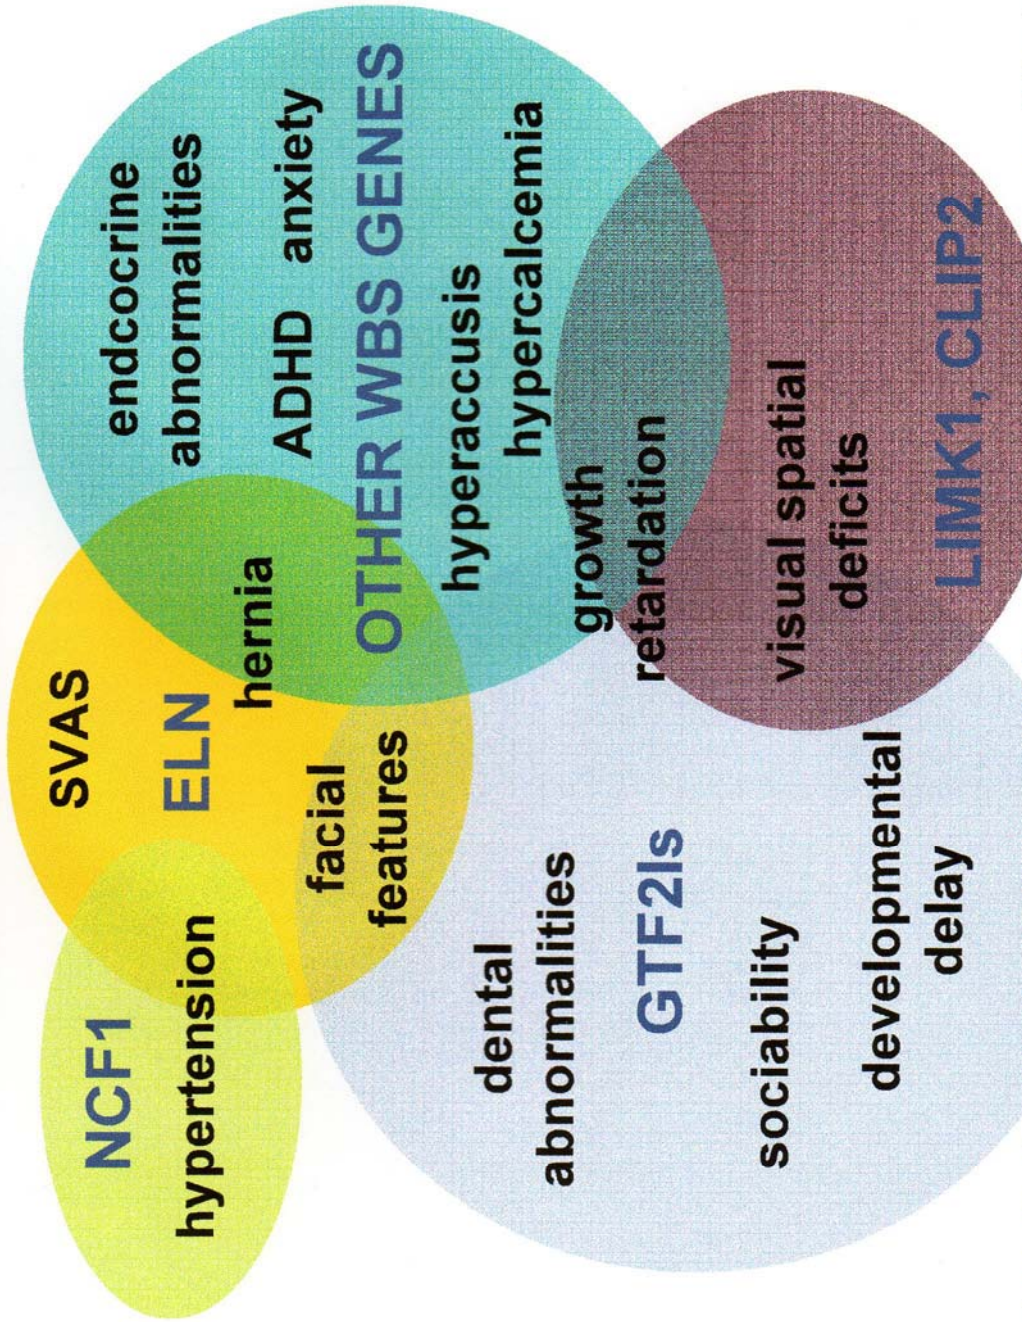 NCF1
hypertension
SVAS
ELN
hernia
facial
features
endcocrine
abnormalities
ADHD anxiety
OTHER WBS GENES
hyperaccusis
hypercalcemia
dental
abnormalities
GTF2Is
sociability
developmental
delay
growth
retardation
visual spatial
deficits
LIMK1, CLIP2